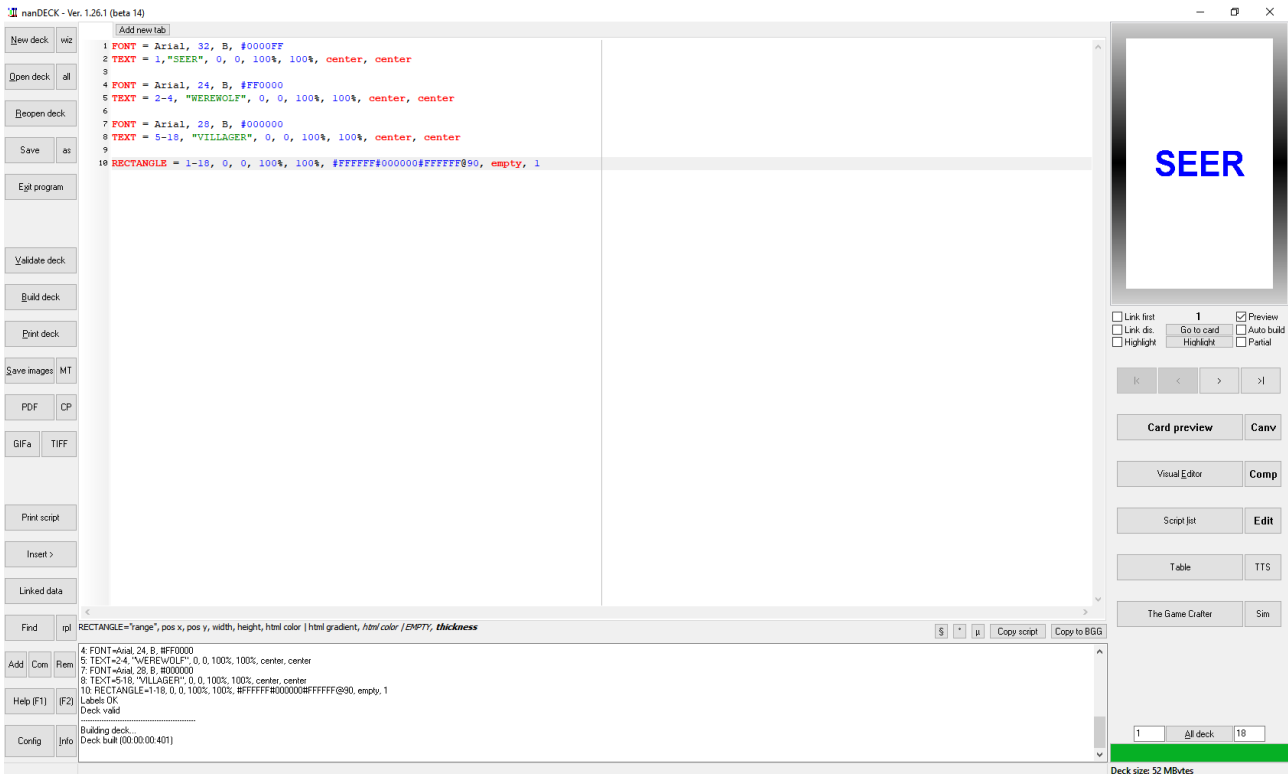 nanDECK - Ver. 1.26.1 (beta 14)
New deck wiz
Open deck all
Reopen deck
Save as
Exit program
Validate deck
Build deck
Print deck
Save images MT
PDF CP
GIFa TIFF
Print script
Insert >
Linked data
Find rpl
Add Com Rem
Help (F1) (F2)
Config Info
Add new tab
1 FONT = Arial, 32, B, #0000FF
2 TEXT = 1,"SEER", 0, 0, 100%, 100%, center, center
3
4 FONT = Arial, 24, B, #FF0000
5 TEXT = 2-4, "WEREWOLF", 0, 0, 100%, 100%, center, center
6
7 FONT = Arial, 28, B, #000000
8 TEXT = 5-18, "VILLAGER", 0, 0, 100%, 100%, center, center
9
10 RECTANGLE = 1-18, 0, 0, 100%, 100%, #FFFFFF#000000#FFFFFF@90, empty, 1
RECTANGLE="range", pos x, pos y, width, height, html color | html gradient, html color | EMPTY, thickness
§ " µ Copy script Copy to BGG
4: FONT=Arial, 24, B, #FF0000
5: TEXT=2-4, "WEREWOLF", 0, 0, 100%, 100%, center, center
7: FONT=Arial, 28, B, #000000
8: TEXT=5-18, "VILLAGER", 0, 0, 100%, 100%, center, center
10: RECTANGLE=1-18, 0, 0, 100%, 100%, #FFFFFF#000000#FFFFFF@90, empty, 1
Labels OK
Deck valid
Building deck...
Deck built (00:00:00:401)
SEER
Link first 1 Preview
Link dis. Go to card Auto build
Highlight Highlight Partial
|< < > >|
Card preview Canv
Visual Editor Comp
Script list Edit
Table TTS
The Game Crafter Sim
1 All deck 18
Deck size: 52 MBytes